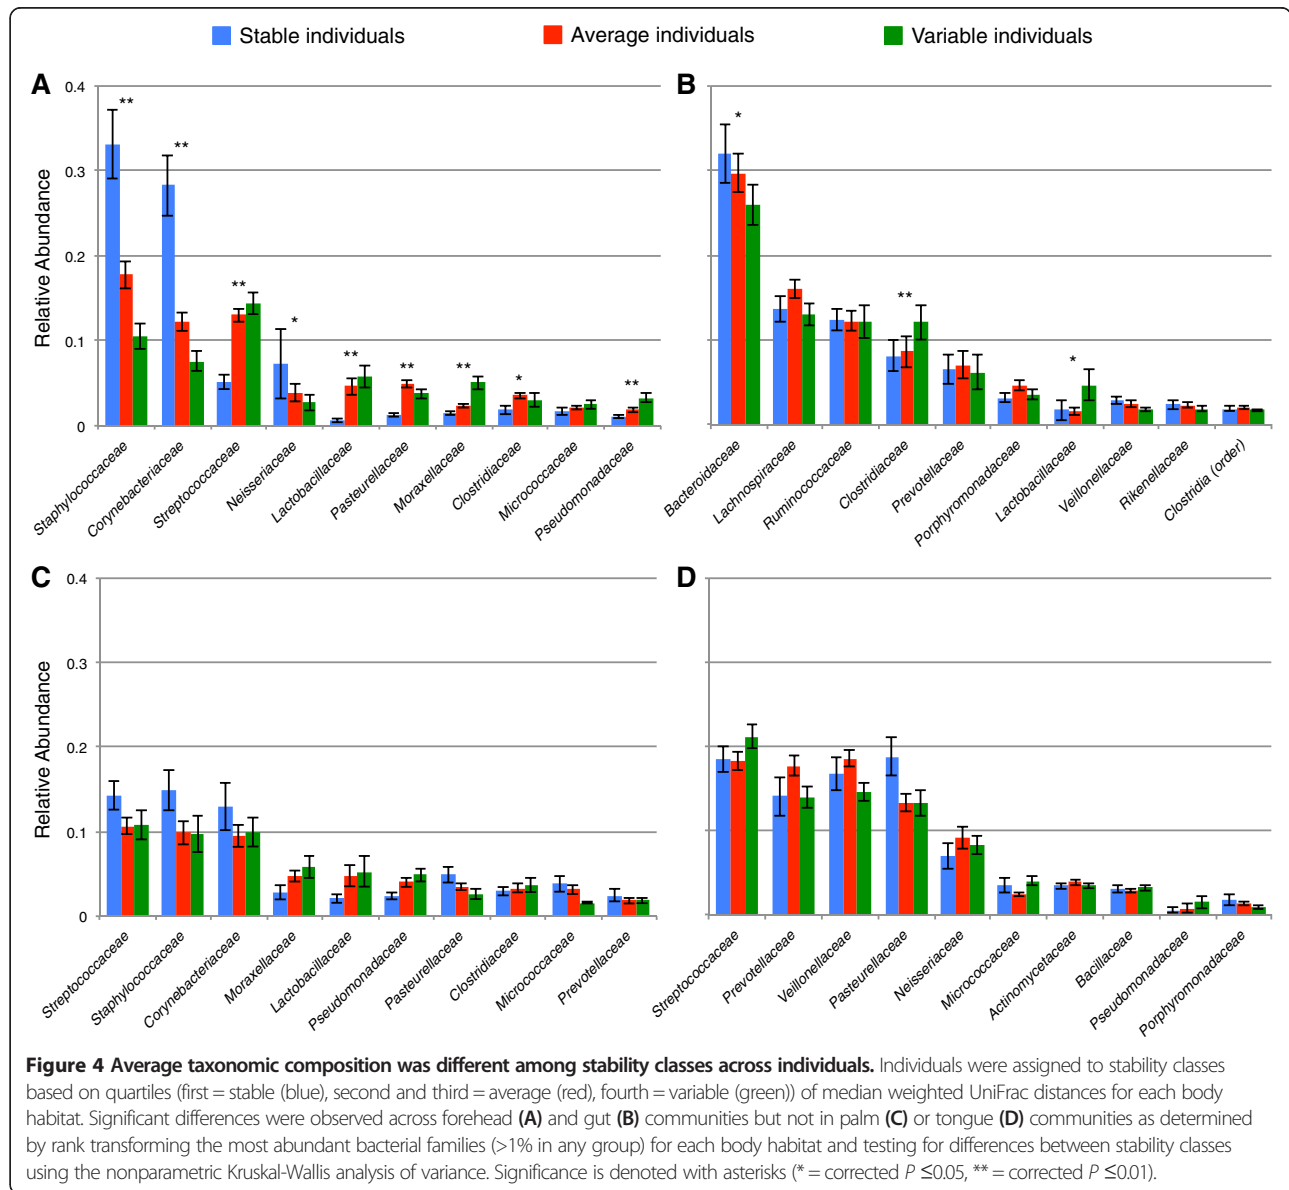 Stable individuals
Average individuals
Variable individuals
A
Relative Abundance
0.4
0.3
0.2
0.1
0
**
**
**
*
**
**
**
*
**
Staphylococcaceae
Corynebacteriaceae
Streptococcaceae
Neisseriaceae
Lactobacillaceae
Pasteurellaceae
Moraxellaceae
Clostridiaceae
Micrococcaceae
Pseudomonadaceae
B
*
**
*
Bacteroidaceae
Lachnospiraceae
Ruminococcaceae
Clostridiaceae
Prevotellaceae
Porphyromonadaceae
Lactobacillaceae
Veillonellaceae
Rikenellaceae
Clostridia (order)
C
Relative Abundance
0.4
0.3
0.2
0.1
0
Streptococcaceae
Staphylococcaceae
Corynebacteriaceae
Moraxellaceae
Lactobacillaceae
Pseudomonadaceae
Pasteurellaceae
Clostridiaceae
Micrococcaceae
Prevotellaceae
D
Streptococcaceae
Prevotellaceae
Veillonellaceae
Pasteurellaceae
Neisseriaceae
Micrococcaceae
Actinomycetaceae
Bacillaceae
Pseudomonadaceae
Porphyromonadaceae
Figure 4 Average taxonomic composition was different among stability classes across individuals. Individuals were assigned to stability classes
based on quartiles (first = stable (blue), second and third = average (red), fourth = variable (green)) of median weighted UniFrac distances for each body
habitat. Significant differences were observed across forehead (A) and gut (B) communities but not in palm (C) or tongue (D) communities as determined
by rank transforming the most abundant bacterial families (>1% in any group) for each body habitat and testing for differences between stability classes
using the nonparametric Kruskal-Wallis analysis of variance. Significance is denoted with asterisks (* = corrected P ≤0.05, ** = corrected P ≤0.01).